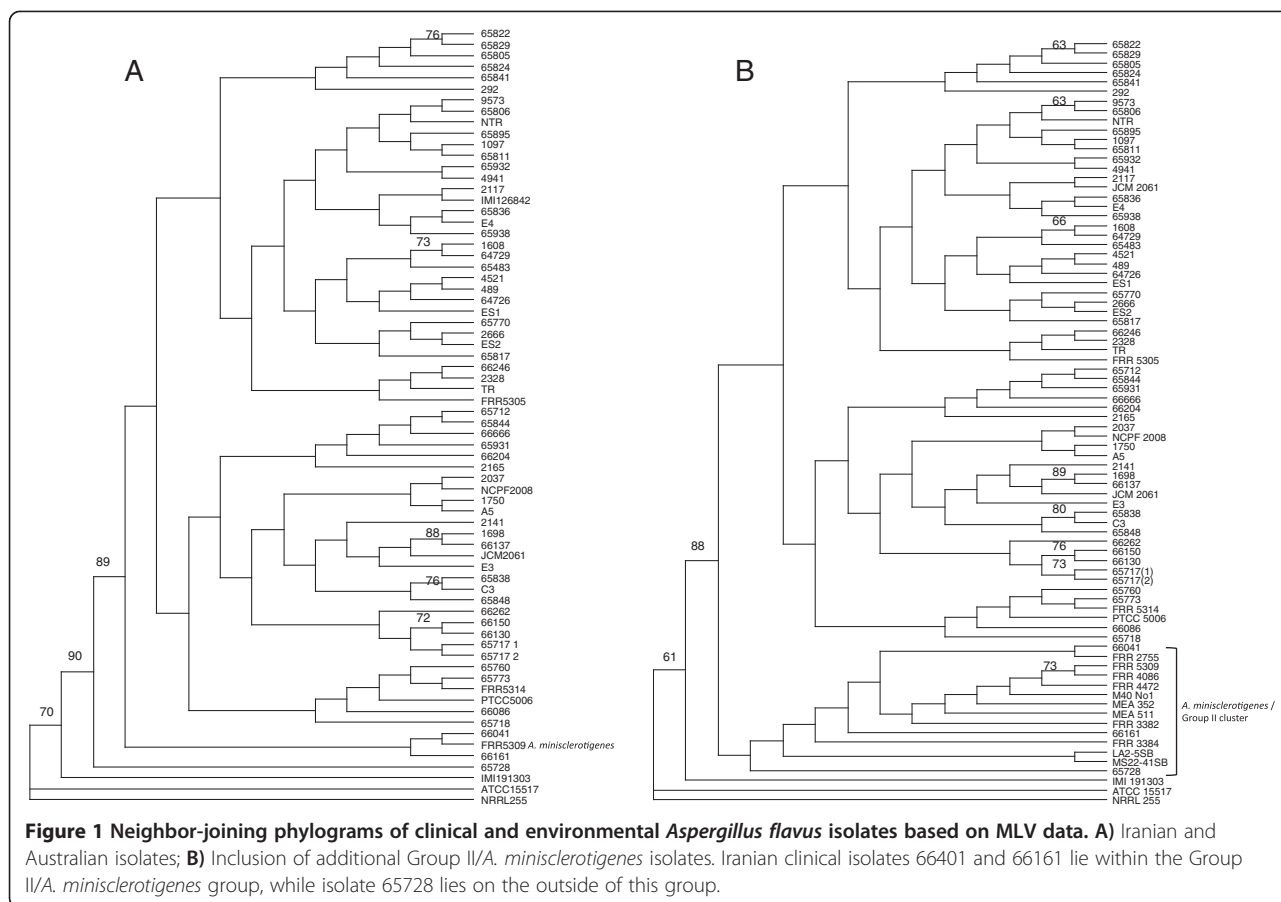 A
76
65822
65829
65805
65824
65841
292
9573
65806
NTR
65895
1097
65811
65932
4941
2117
IMI126842
65836
E4
65938
73
1608
64729
65483
4521
489
64726
ES1
65770
2666
ES2
65817
66246
2328
TR
FRR5305
65712
65844
66666
65931
66204
2165
2037
NCPF2008
1750
A5
2141
88
1698
66137
JCM2061
E3
76
65838
C3
65848
66262
72
66150
66130
65717 1
65717 2
65760
65773
FRR5314
PTCC5006
66086
65718
66041
FRR5309 A. minisclerotigenes
66161
65728
IMI191303
ATCC15517
NRRL255
89
90
70
B
63
65822
65829
65805
65824
65841
292
63
9573
65806
NTR
65895
1097
65811
65932
4941
2117
JCM 2061
65836
E4
65938
66
1608
64729
65483
4521
489
64726
ES1
65770
2666
ES2
65817
66246
2328
TR
FRR 5305
65712
65844
65931
66666
66204
2165
2037
NCPF 2008
1750
A5
2141
89
1698
66137
JCM 2061
E3
80
65838
C3
65848
66262
76
66150
66130
73
65717(1)
65717(2)
65760
65773
FRR 5314
PTCC 5006
66086
65718
66041
FRR 2755
73
FRR 5309
FRR 4086
FRR 4472
M40 No1
MEA 352
MEA 511
FRR 3382
66161
FRR 3384
LA2-5SB
MS22-41SB
65728
IMI 191303
ATCC 15517
NRRL 255
88
61
A. minisclerotigenes /
Group II cluster
Figure 1 Neighbor-joining phylograms of clinical and environmental Aspergillus flavus isolates based on MLV data. A) Iranian and
Australian isolates; B) Inclusion of additional Group II/A. minisclerotigenes isolates. Iranian clinical isolates 66401 and 66161 lie within the Group
II/A. minisclerotigenes group, while isolate 65728 lies on the outside of this group.